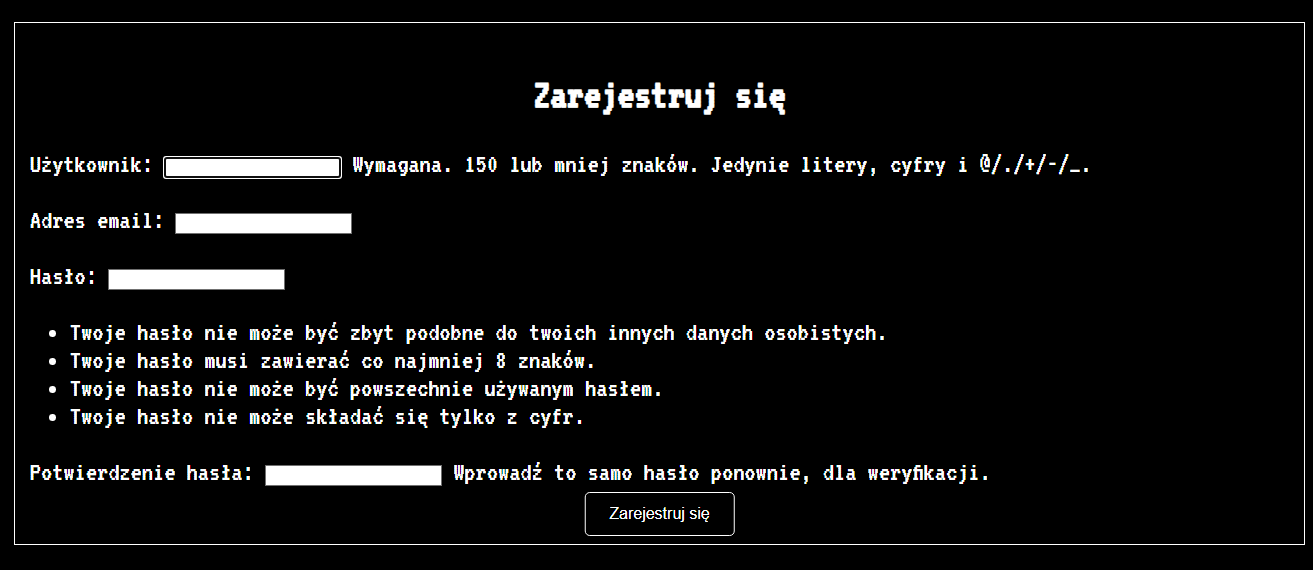 Zarejestruj się
Użytkownik: Wymagana. 150 lub mniej znaków. Jedynie litery, cyfry i @/./+/-/_.
Adres email:
Hasło:
Twoje hasło nie może być zbyt podobne do twoich innych danych osobistych.
Twoje hasło musi zawierać co najmniej 8 znaków.
Twoje hasło nie może być powszechnie używanym hasłem.
Twoje hasło nie może składać się tylko z cyfr.
Potwierdzenie hasła: Wprowadź to samo hasło ponownie, dla weryfikacji.
Zarejestruj się